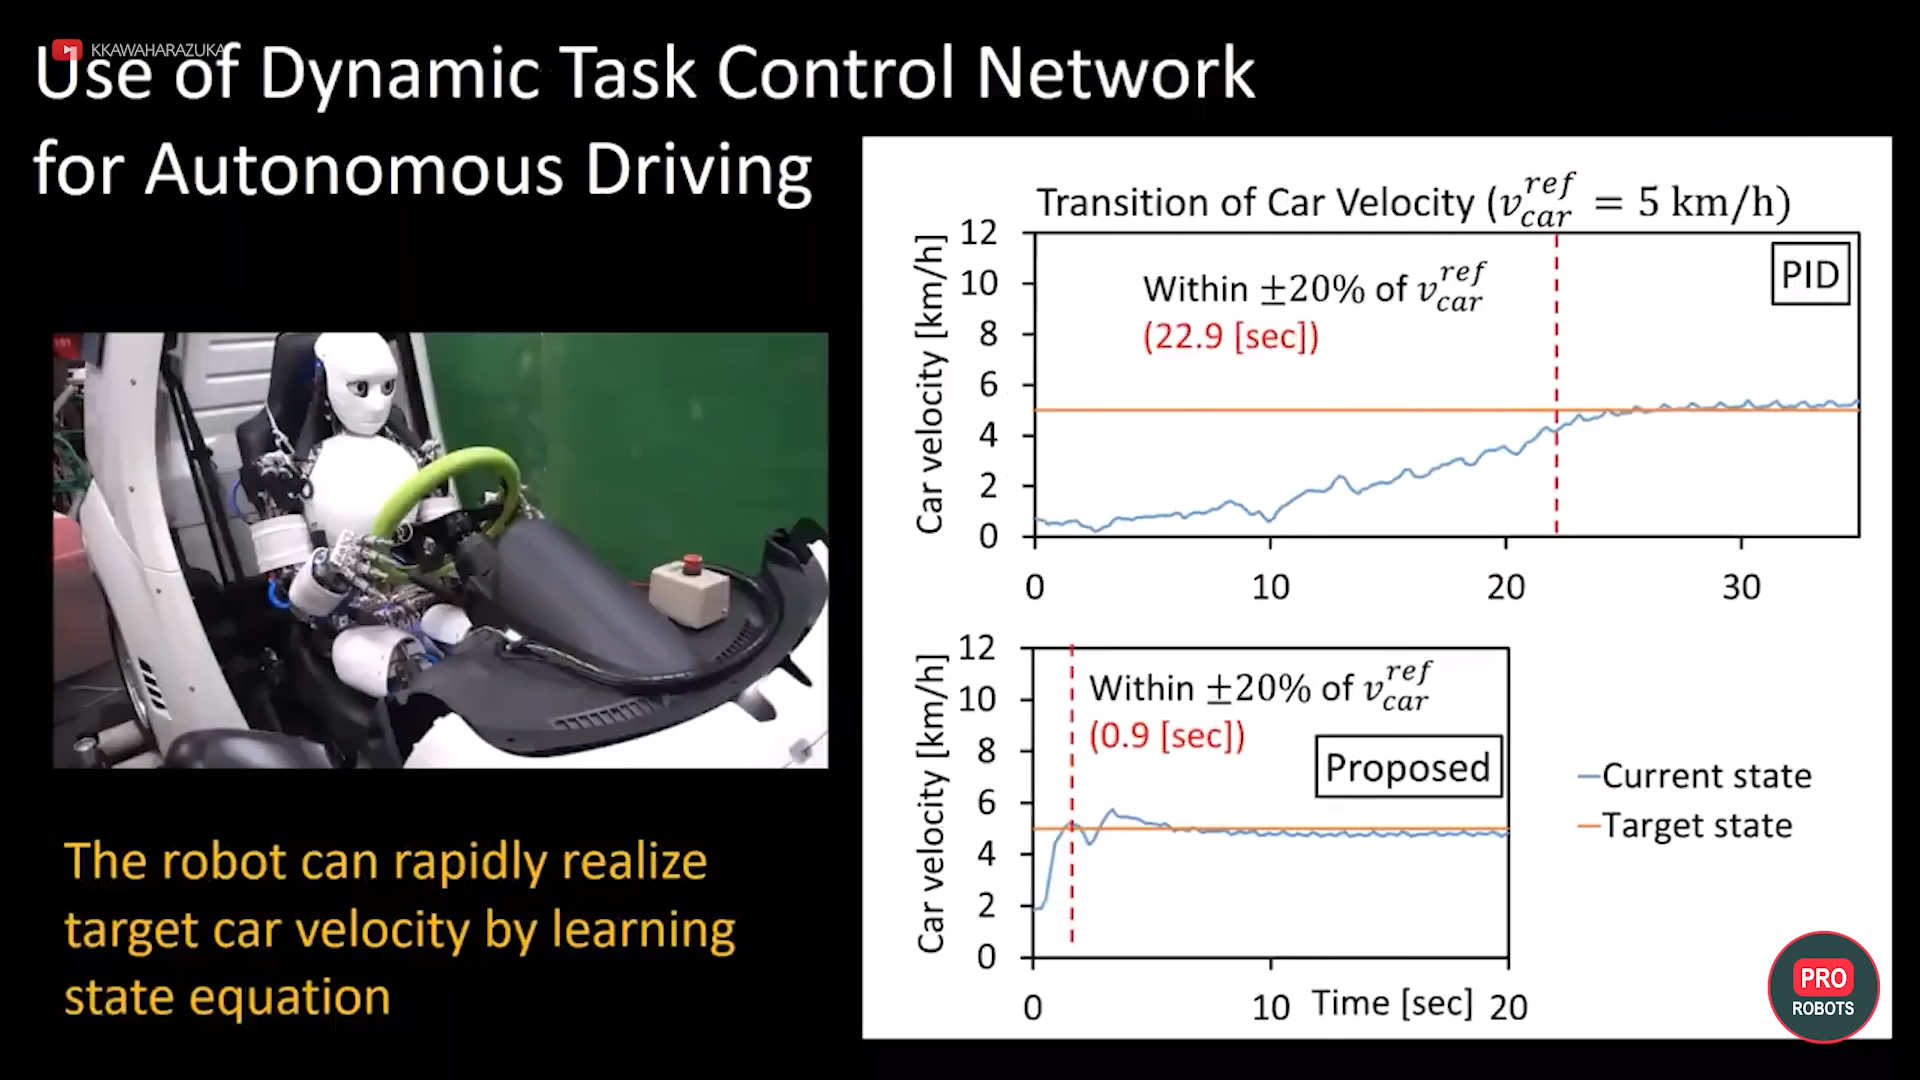 KKAWAHARAZUKA
Use of Dynamic Task Control Network
for Autonomous Driving
Transition of Car Velocity (v_car^ref = 5 km/h)
Car velocity [km/h]
12
10
8
6
4
2
0
Within ±20% of v_car^ref
(22.9 [sec])
PID
0 10 20 30
Car velocity [km/h]
12
10
8
6
4
2
0
Within ±20% of v_car^ref
(0.9 [sec])
Proposed
0 10 Time [sec] 20
Current state
Target state
The robot can rapidly realize
target car velocity by learning
state equation
PRO
ROBOTS